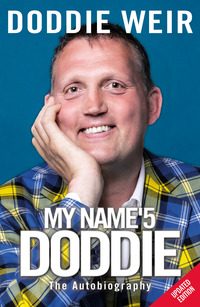 DODDIE WEIR
MY NAME'5
DODDIE
The Autobiography
UPDATED
EDITION